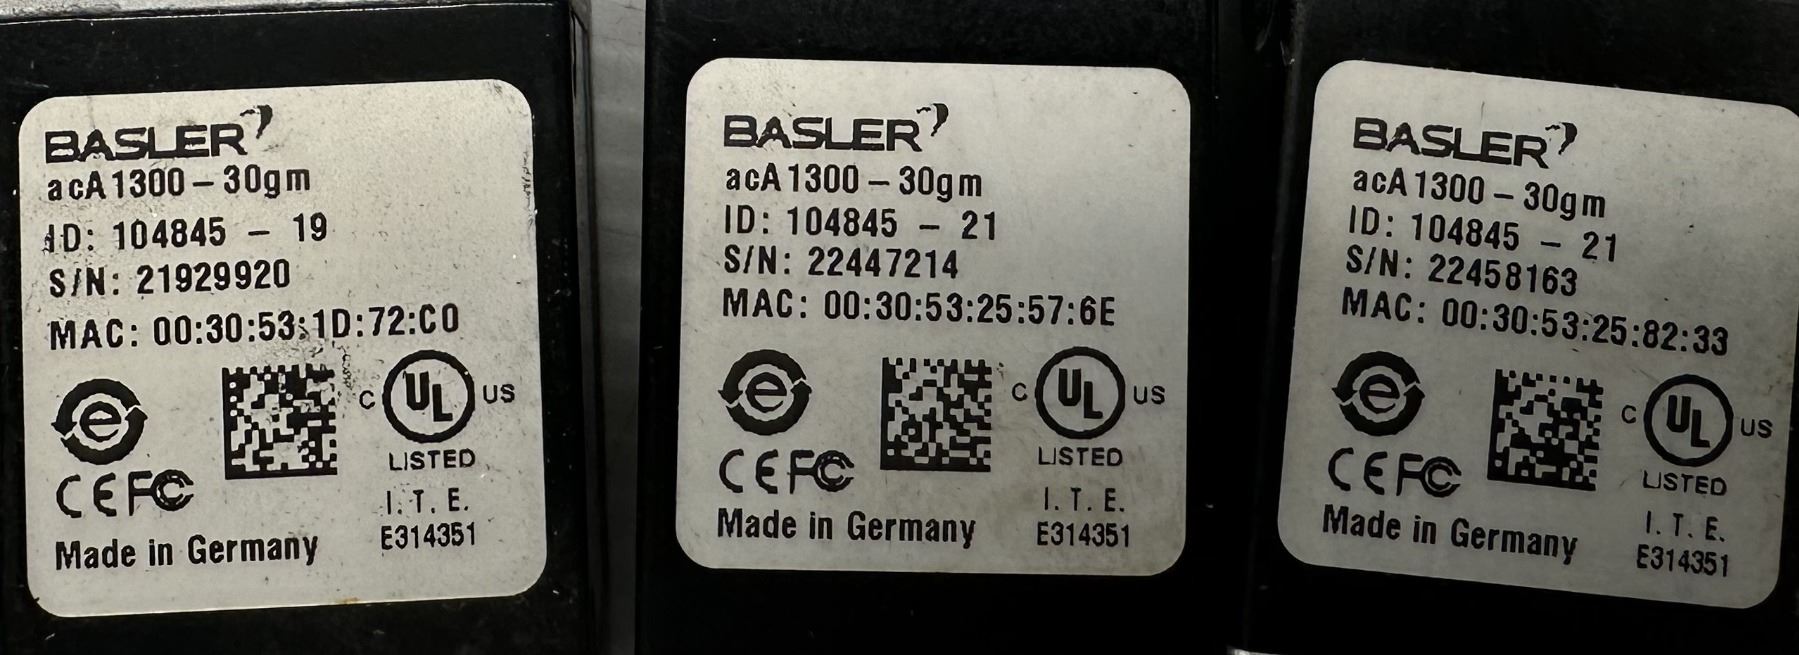 BASLER
acA1300-30gm
ID: 104845 - 19
S/N: 21929920
MAC: 00:30:53:1D:72:C0
e
C UL US
LISTED
CE FC
I. T. E.
E314351
Made in Germany
BASLER
acA1300-30gm
ID: 104845 - 21
S/N: 22447214
MAC: 00:30:53:25:57:6E
e
C UL US
LISTED
CE FC
I. T. E.
E314351
Made in Germany
BASLER
acA1300-30gm
ID: 104845 - 21
S/N: 22458163
MAC: 00:30:53:25:82:33
e
C UL US
LISTED
CE FC
I. T. E.
E314351
Made in Germany